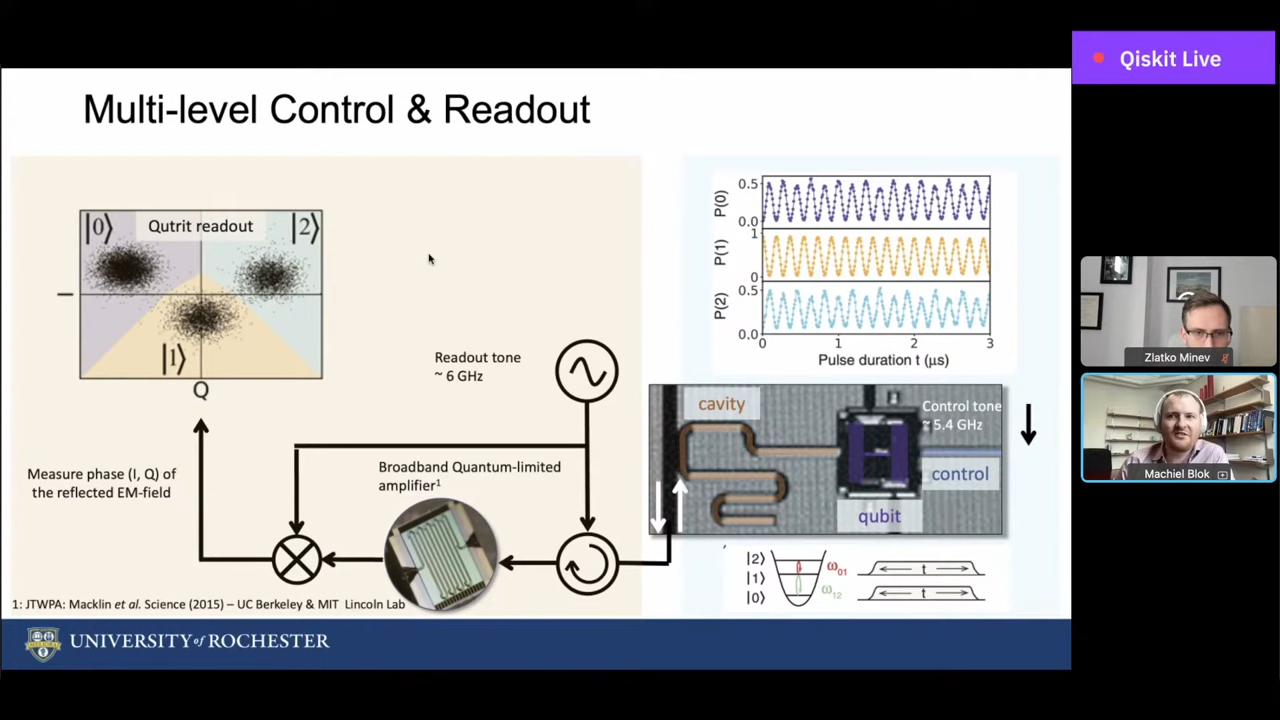 Qiskit Live
Multi-level Control & Readout
|0⟩
Qutrit readout
|2⟩
|1⟩
Q
Readout tone
~ 6 GHz
Measure phase (I, Q) of
the reflected EM-field
Broadband Quantum-limited
amplifier¹
1: JTWPA: Macklin et al. Science (2015) – UC Berkeley & MIT Lincoln Lab
P(0)
0.5
0.0
P(1)
1
0
P(2)
0.5
0.0
0 1 2 3
Pulse duration t (μs)
cavity
Control tone
~ 5.4 GHz
control
qubit
|2⟩
|1⟩
|0⟩
ω01
ω12
t
t
UNIVERSITY of ROCHESTER
Zlatko Minev
Machiel Blok